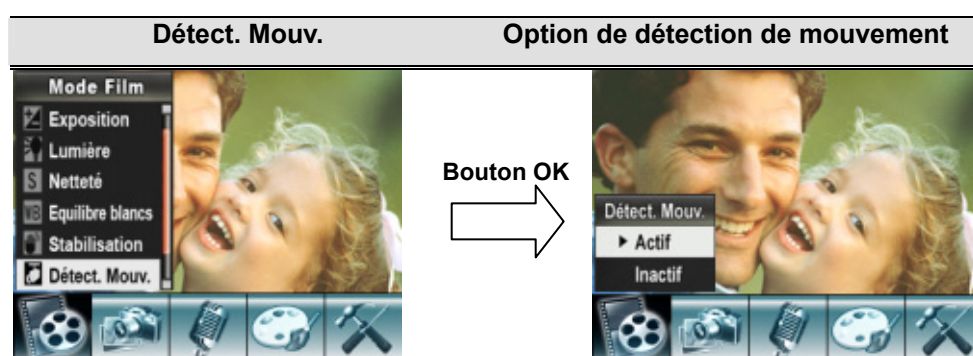 Détect. Mouv.
Option de détection de mouvement
Mode Film
Exposition
Lumière
S Netteté
WB Equilibre blancs
Stabilisation
Détect. Mouv.
Bouton OK
Détect. Mouv.
Actif
Inactif